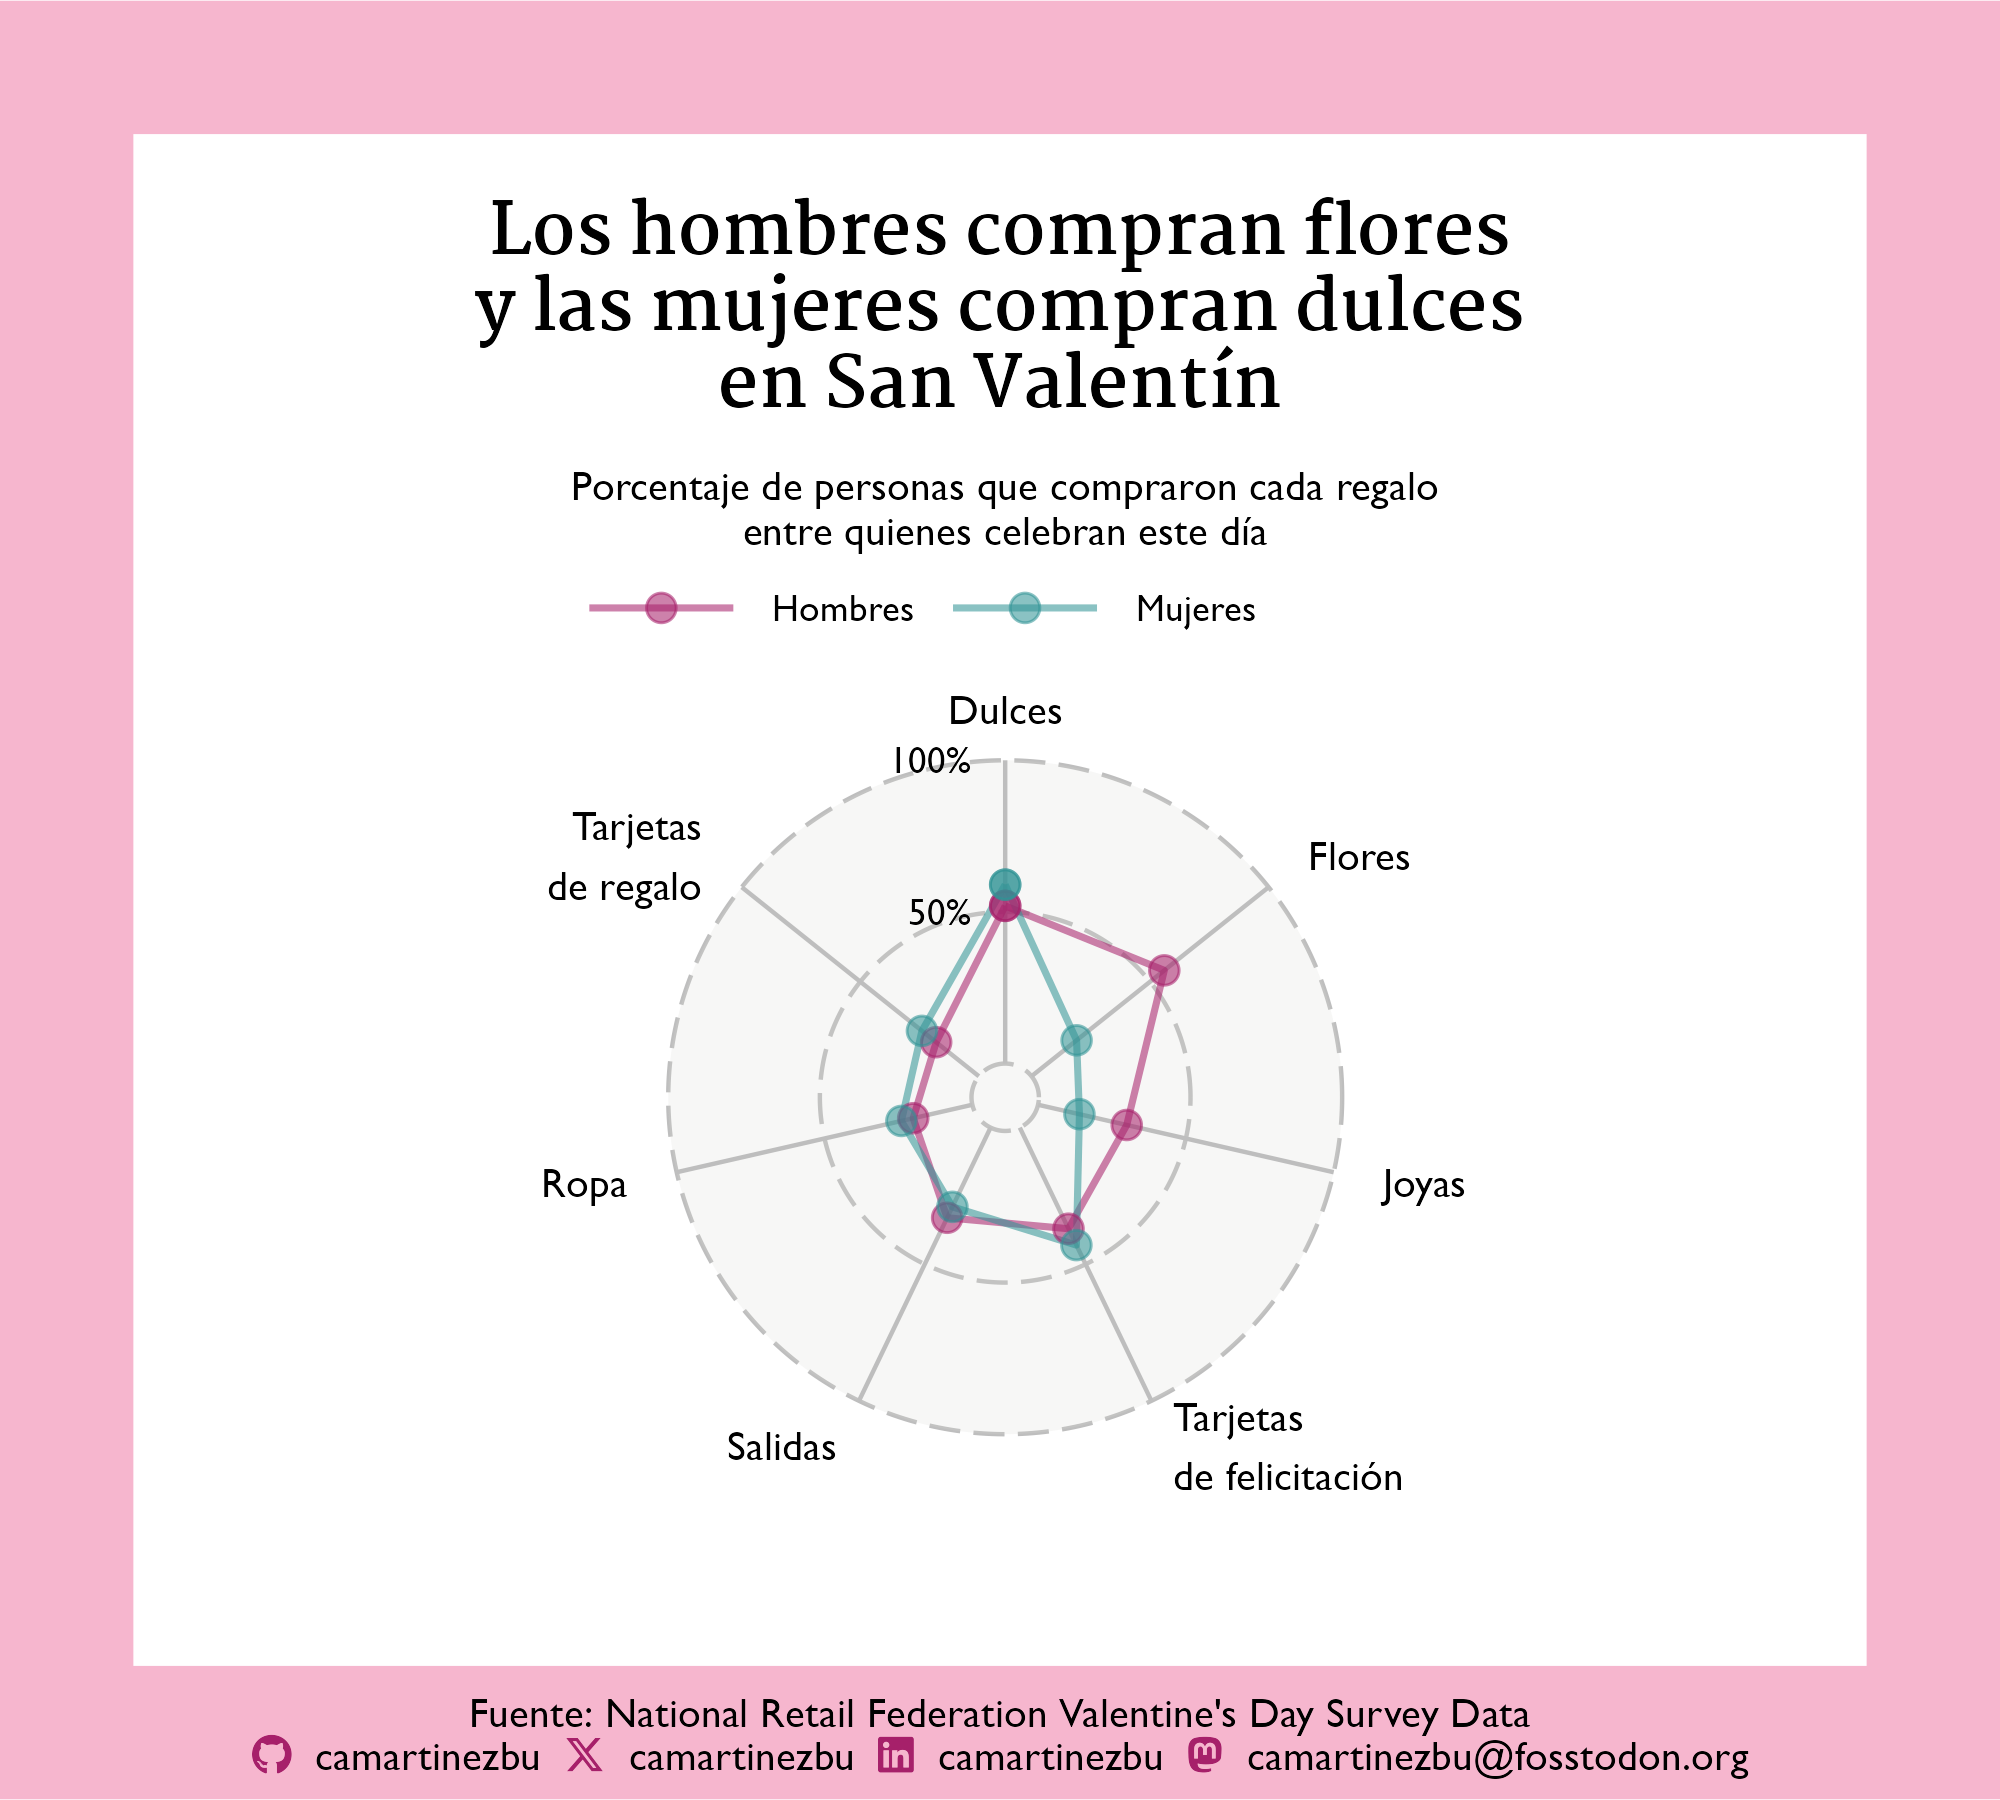 Los hombres compran flores
y las mujeres compran dulces
en San Valentín
Porcentaje de personas que compraron cada regalo
entre quienes celebran este día
Hombres Mujeres
Dulces
100%
Tarjetas
de regalo
Flores
50%
Ropa
Joyas
Salidas
Tarjetas
de felicitación
Fuente: National Retail Federation Valentine's Day Survey Data
camartinezbu camartinezbu camartinezbu camartinezbu@fosstodon.org